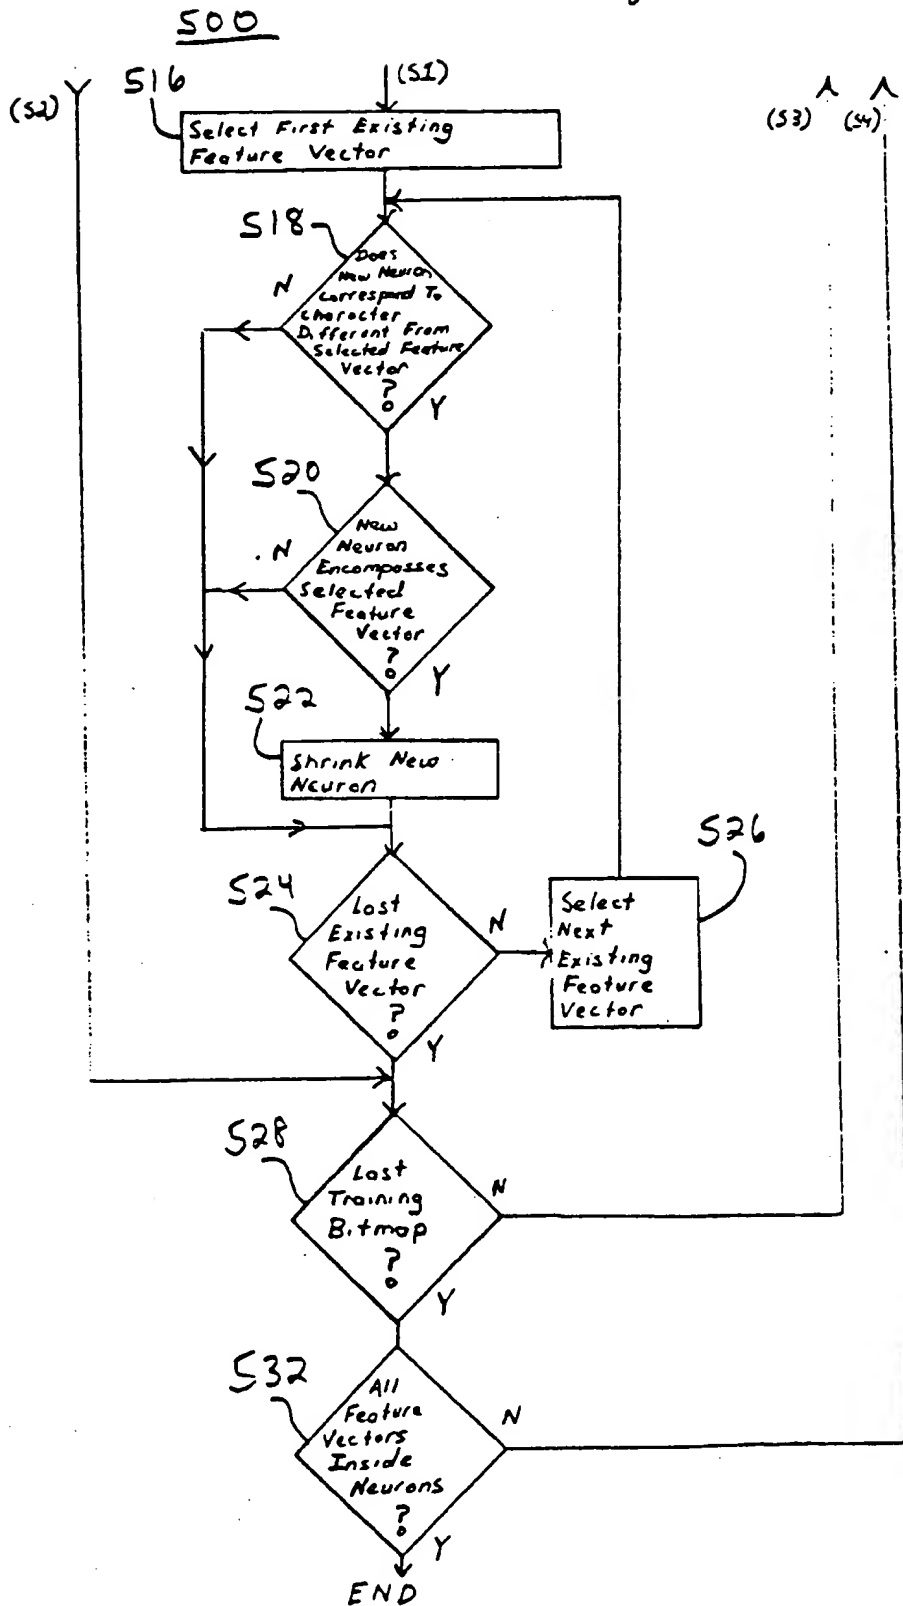 500
516
(S1)
(S2)
(S3)
(S4)
Select First Existing
Feature Vector
518
Does
New Neuron
Correspond To
Character
Different From
Selected Feature
Vector
?
N
Y
520
New
Neuron
Encompasses
Selected
Feature
Vector
?
N
Y
522
Shrink New
Neuron
524
Last
Existing
Feature
Vector
?
N
Y
526
Select
Next
Existing
Feature
Vector
528
Last
Training
Bitmap
?
N
Y
532
All
Feature
Vectors
Inside
Neurons
?
N
Y
END